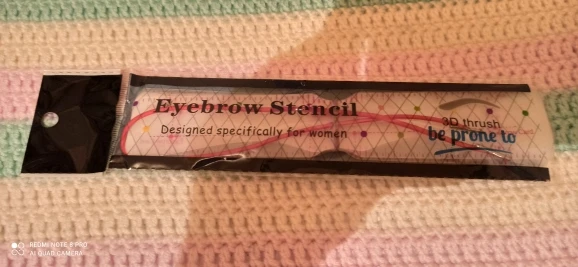 Eyebrow Stencil
Designed specifically for women
3D thrush
be prone to
REDMI NOTE 8 PRO
AI QUAD CAMERA